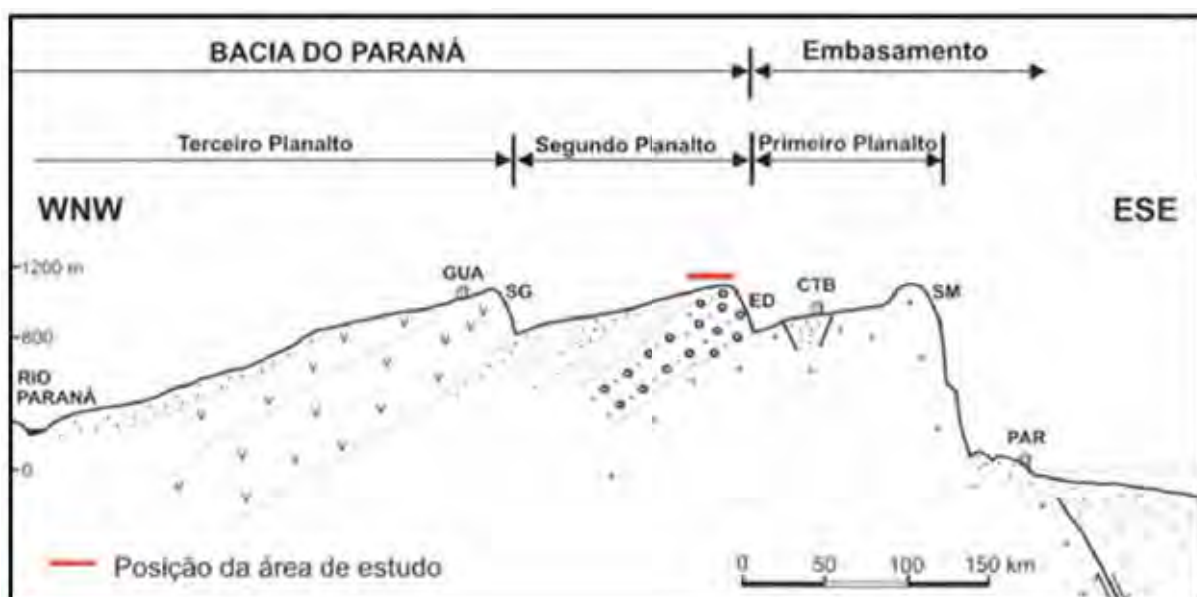 BACIA DO PARANÁ Embasamento
Terceiro Planalto Segundo Planalto Primeiro Planalto
WNW ESE
1200 m GUA SG ED CTB SM
600
RIO
PARANÁ
PAR
0
Posição da área de estudo
0 50 100 150 km